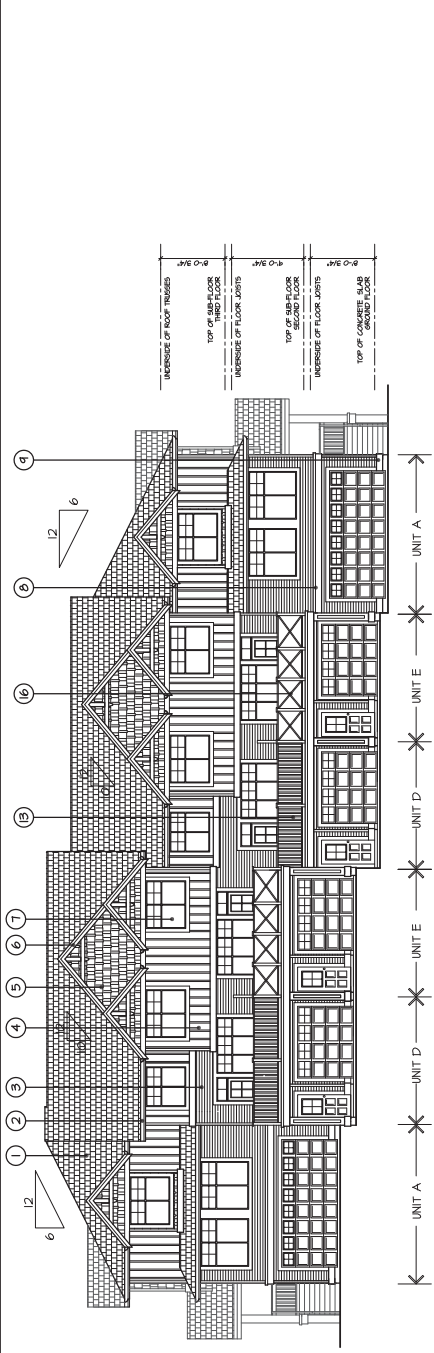 1
2
3
4
5
6
7
13
16
8
9
12
6
12
12
12
6
UNDERSIDE OF ROOF TRUSSES
8'-0 3/4"
TOP OF SUB-FLOOR
THIRD FLOOR
UNDERSIDE OF FLOOR JOISTS
9'-0 3/4"
TOP OF SUB-FLOOR
SECOND FLOOR
UNDERSIDE OF FLOOR JOISTS
8'-0 3/4"
TOP OF CONCRETE SLAB
GROUND FLOOR
UNIT A
UNIT D
UNIT E
UNIT D
UNIT E
UNIT A